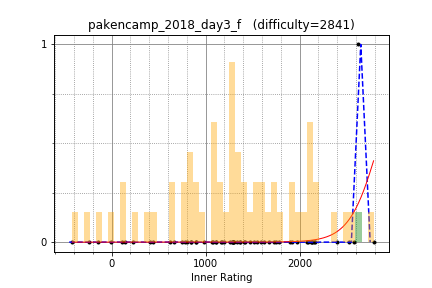 pakencamp_2018_day3_f   (difficulty=2841)
1
0
0
1000
2000
Inner Rating